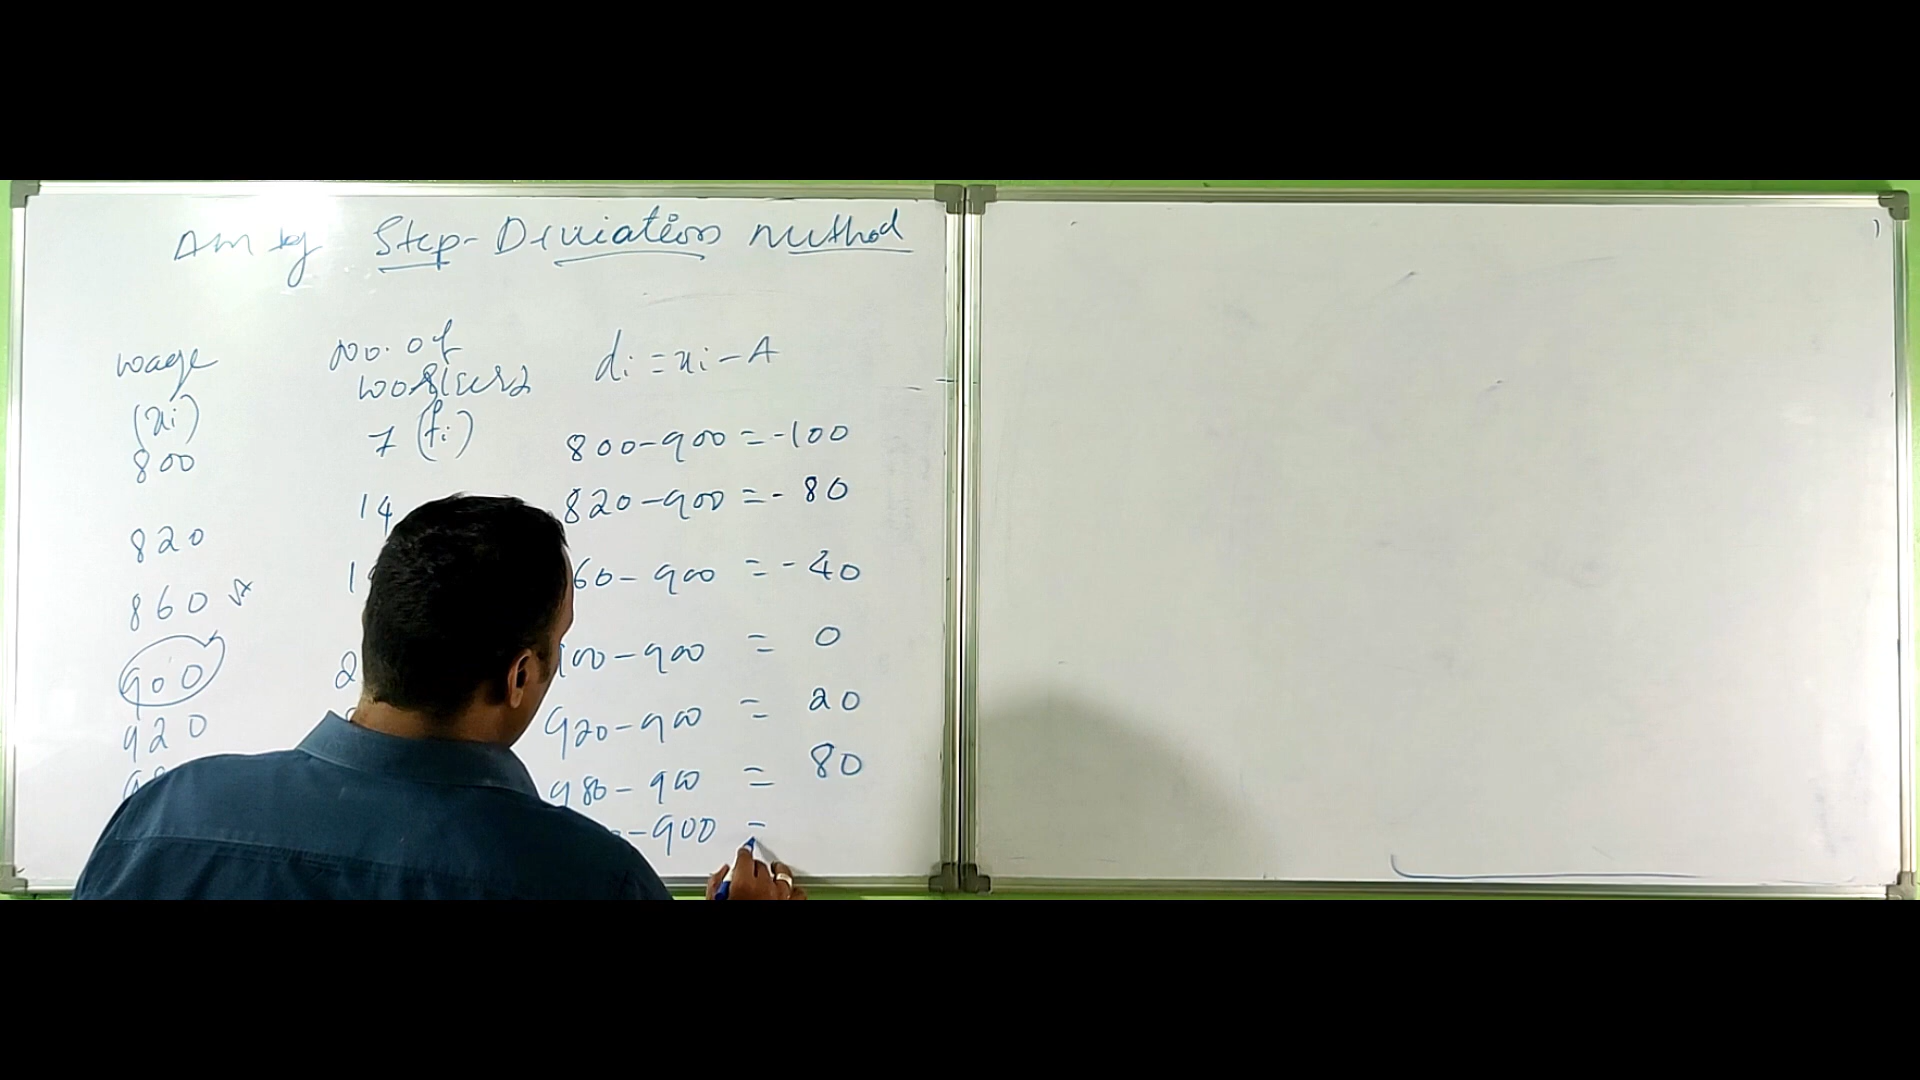 AM by Step-Deviation Method
Wage (xi)
No. of workers (fi)
di = xi - A
800 7 800-900 = -100
820 14 820-900 = - 80
860 60-900 = - 40
900 00-900 = 0
920 920-900 = 20
980-900 = 80
-900 =